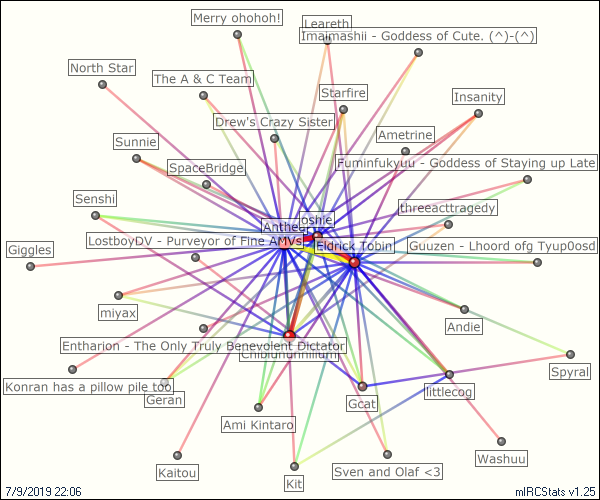 Merry ohohoh!
Leareth
Imaimashii - Goddess of Cute. (^)-(^)
North Star
The A & C Team
Starfire
Insanity
Drew's Crazy Sister
Ametrine
Sunnie
SpaceBridge
Fuminfukyuu - Goddess of Staying up Late
Senshi
threeacttragedy
Anthea
Giggles
LostboyDV - Purveyor of Fine AMVs
Eldrick Tobin
Guuzen - Lhoord ofg Tyup0osd
miyax
Andie
Entharion - The Only Truly Benevolent Dictator
Spyral
Konran has a pillow pile too
Geran
Gcat
littlecog
Ami Kintaro
Washuu
Kaitou
Kit
Sven and Olaf <3
7/9/2019 22:06
mIRCStats v1.25